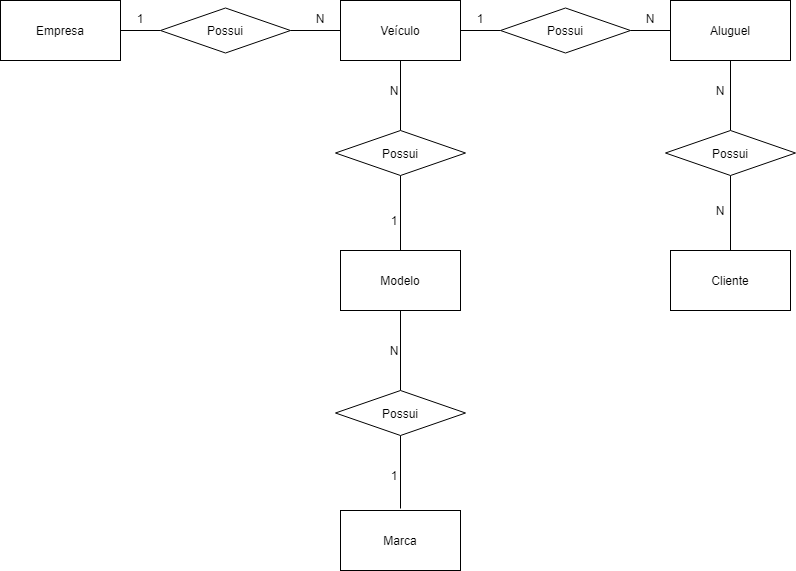 Empresa
1
Possui
N
Veículo
1
Possui
N
Aluguel
N
N
Possui
Possui
1
N
Modelo
Cliente
N
Possui
1
Marca